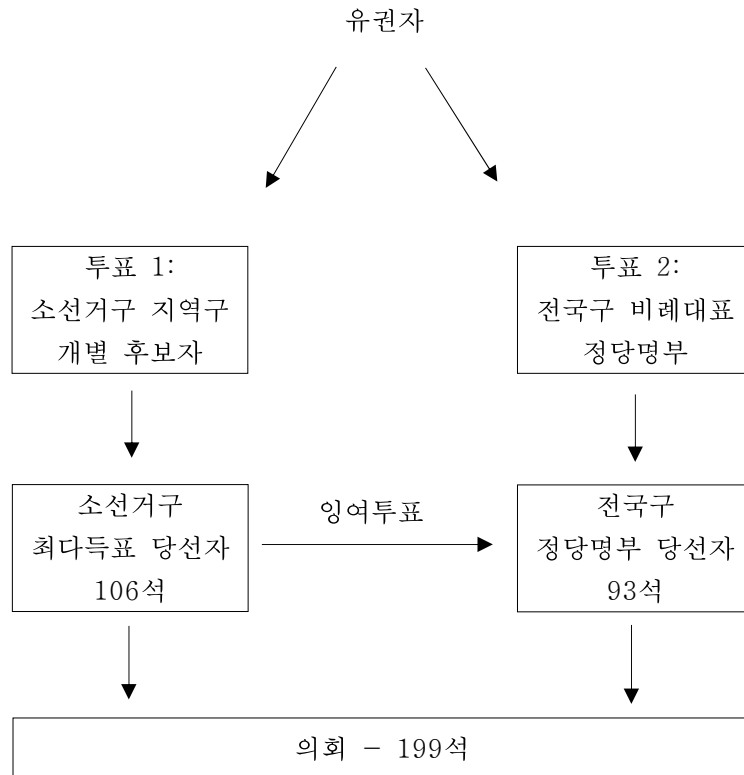 유권자
투표 1:
소선거구 지역구
개별 후보자
투표 2:
전국구 비례대표
정당명부
소선거구
최다득표 당선자
106석
잉여투표
전국구
정당명부 당선자
93석
의회 - 199석